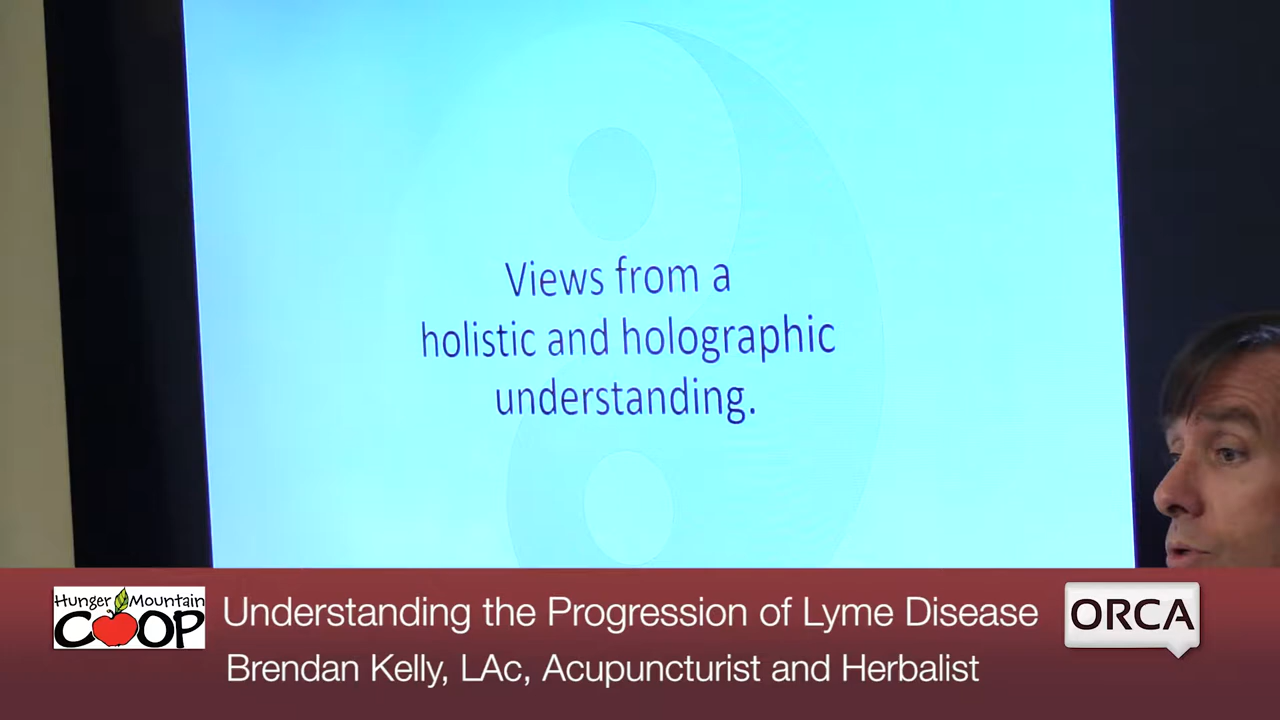 Views from a
holistic and holographic
understanding.
Hunger Mountain
COOP
Understanding the Progression of Lyme Disease
ORCA
Brendan Kelly, LAc, Acupuncturist and Herbalist